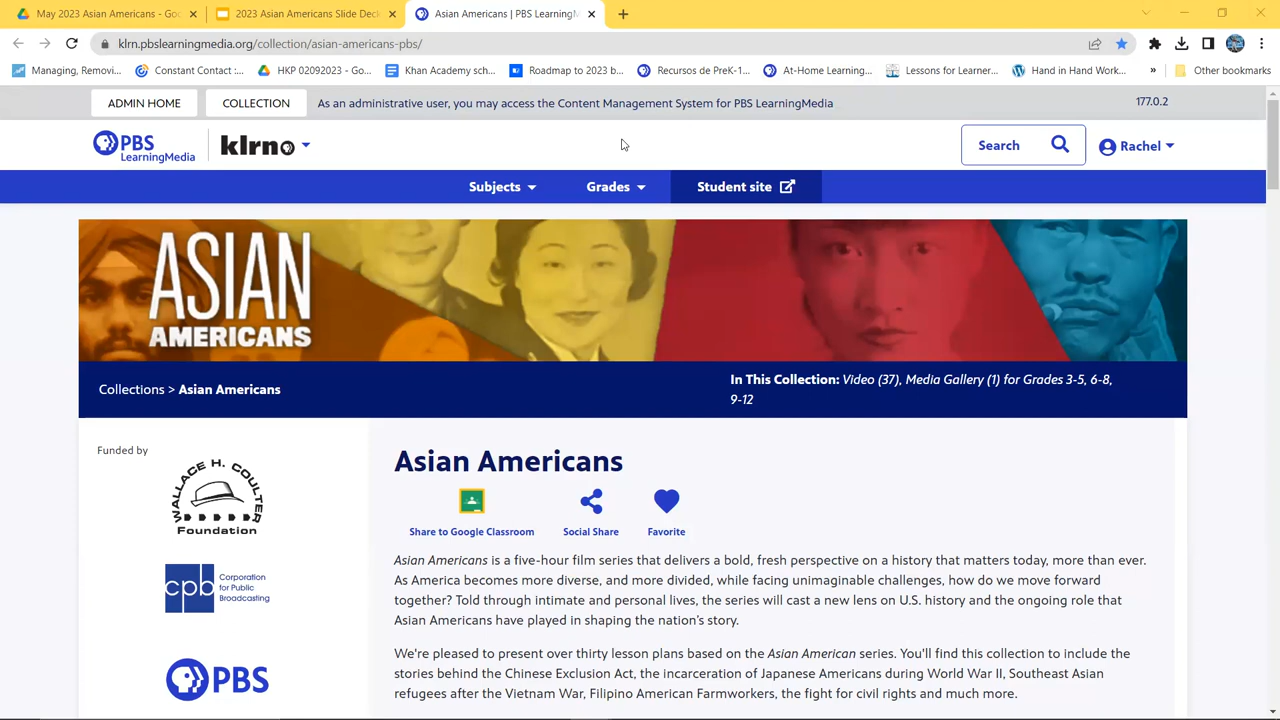 May 2023 Asian Americans - Goo
2023 Asian Americans Slide Deck
Asian Americans | PBS LearningM
klrn.pbslearningmedia.org/collection/asian-americans-pbs/
Managing, Removi...
Constant Contact :...
HKP 02092023 - Go...
Khan Academy sch...
Roadmap to 2023 b...
Recursos de PreK-1...
At-Home Learning...
Lessons for Learner...
Hand in Hand Work...
»
Other bookmarks
ADMIN HOME
COLLECTION
As an administrative user, you may access the Content Management System for PBS LearningMedia
177.0.2
PBS
LearningMedia
klrn
Search
Rachel
Subjects
Grades
Student site
ASIAN
AMERICANS
Collections > Asian Americans
In This Collection: Video (37), Media Gallery (1) for Grades 3-5, 6-8,
9-12
Funded by
WALLACE H. COULTER
Foundation
cpb
Corporation
for Public
Broadcasting
PBS
Asian Americans
Share to Google Classroom
Social Share
Favorite
Asian Americans is a five-hour film series that delivers a bold, fresh perspective on a history that matters today, more than ever.
As America becomes more diverse, and more divided, while facing unimaginable challenges, how do we move forward
together? Told through intimate and personal lives, the series will cast a new lens on U.S. history and the ongoing role that
Asian Americans have played in shaping the nation's story.
We're pleased to present over thirty lesson plans based on the Asian American series. You'll find this collection to include the
stories behind the Chinese Exclusion Act, the incarceration of Japanese Americans during World War II, Southeast Asian
refugees after the Vietnam War, Filipino American Farmworkers, the fight for civil rights and much more.